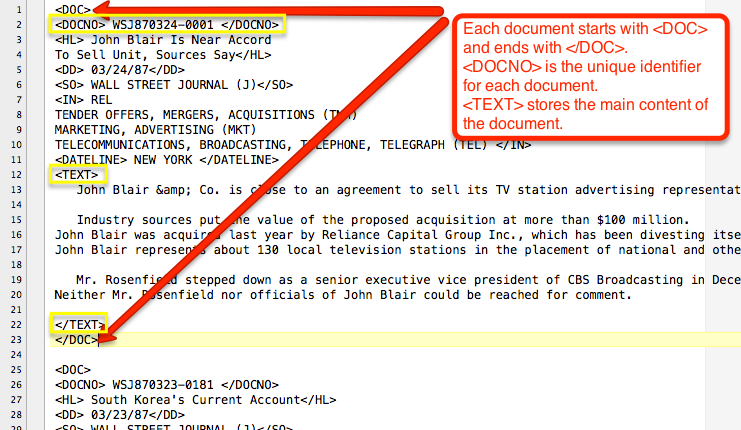 1 <DOC>
2 <DOCNO> WSJ870324-0001 </DOCNO>
3 <HL> John Blair Is Near Accord
4 To Sell Unit, Sources Say</HL>
5 <DD> 03/24/87</DD>
6 <SO> WALL STREET JOURNAL (J)</SO>
7 <IN> REL
8 TENDER OFFERS, MERGERS, ACQUISITIONS (TNM)
9 MARKETING, ADVERTISING (MKT)
10 TELECOMMUNICATIONS, BROADCASTING, TELEPHONE, TELEGRAPH (TEL) </IN>
11 <DATELINE> NEW YORK </DATELINE>
12 <TEXT>
13 John Blair &amp; Co. is close to an agreement to sell its TV station advertising representat
14
15 Industry sources put the value of the proposed acquisition at more than $100 million.
16 John Blair was acquired last year by Reliance Capital Group Inc., which has been divesting itse
17 John Blair represents about 130 local television stations in the placement of national and othe
18
19 Mr. Rosenfield stepped down as a senior executive vice president of CBS Broadcasting in Dece
20 Neither Mr. Rosenfield nor officials of John Blair could be reached for comment.
21
22 </TEXT>
23 </DOC>
24
25 <DOC>
26 <DOCNO> WSJ870323-0181 </DOCNO>
27 <HL> South Korea's Current Account</HL>
28 <DD> 03/23/87</DD>
29 <SO> WALL STREET JOURNAL (J)</SO>
Each document starts with <DOC>
and ends with </DOC>.
<DOCNO> is the unique identifier
for each document.
<TEXT> stores the main content of
the document.